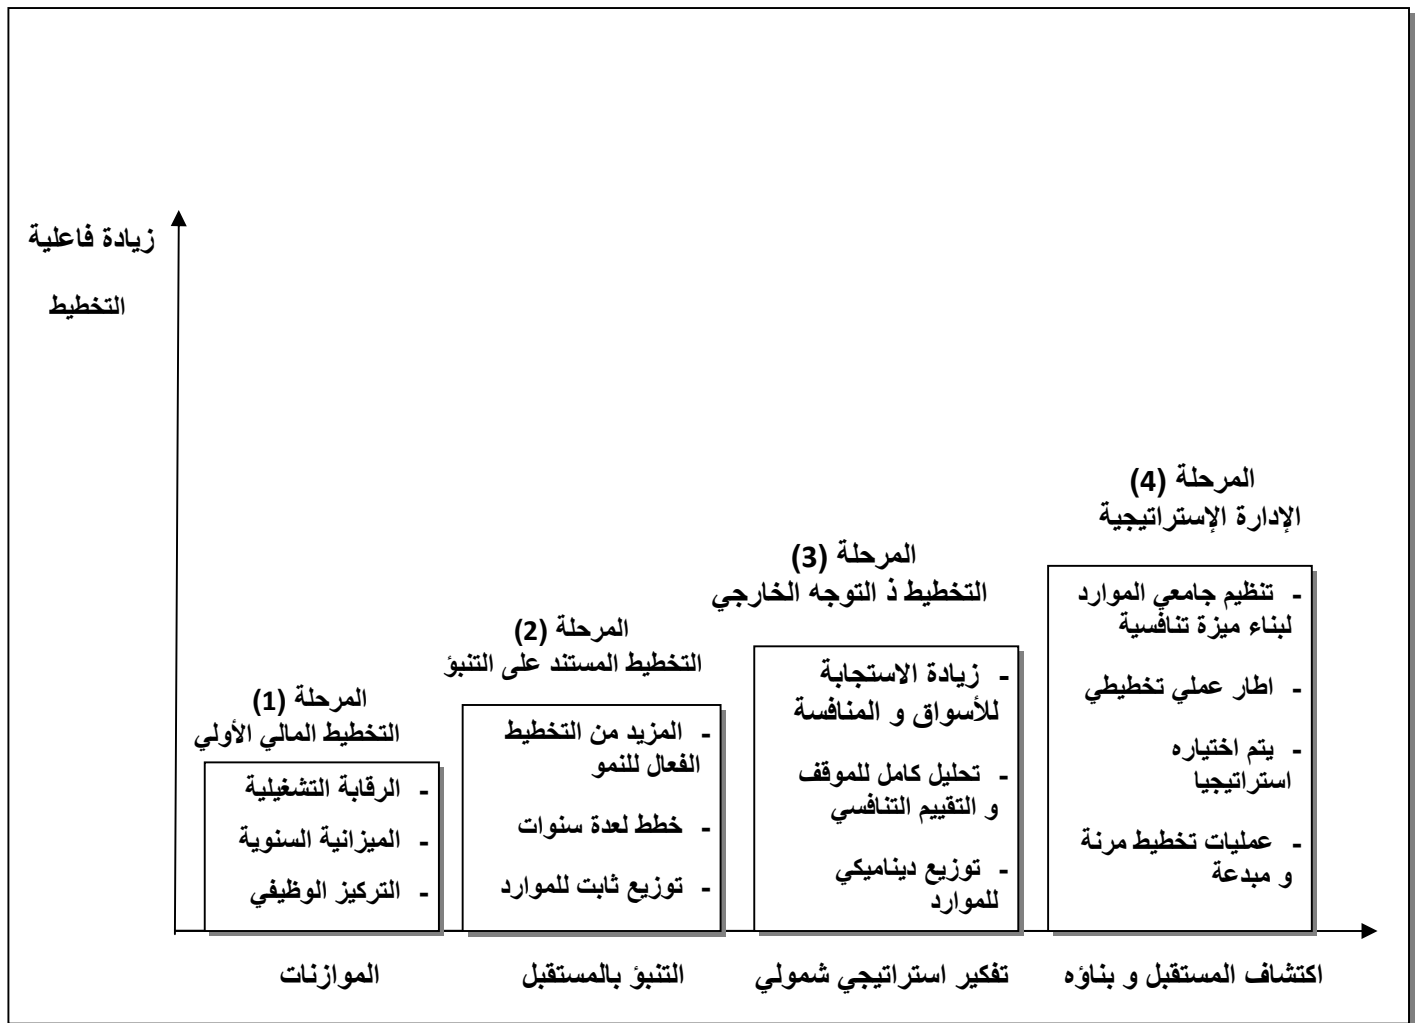 زيادة فاعلية
التخطيط
المرحلة (1)
التخطيط المالي الأولي
- الرقابة التشغيلية
- الميزانية السنوية
- التركيز الوظيفي
الموازنات
المرحلة (2)
التخطيط المستند على التنبؤ
- المزيد من التخطيط
الفعال للنمو
- خطط لعدة سنوات
- توزيع ثابت للموارد
التنبؤ بالمستقبل
المرحلة (3)
التخطيط ذ التوجه الخارجي
- زيادة الاستجابة
للأسواق و المنافسة
- تحليل كامل للموقف
و التقييم التنافسي
- توزيع ديناميكي
للموارد
تفكير استراتيجي شمولي
المرحلة (4)
الإدارة الإستراتيجية
- تنظيم جامعي الموارد
لبناء ميزة تنافسية
- اطار عملي تخطيطي
- يتم اختياره
استراتيجيا
- عمليات تخطيط مرنة
و مبدعة
اكتشاف المستقبل و بناؤه